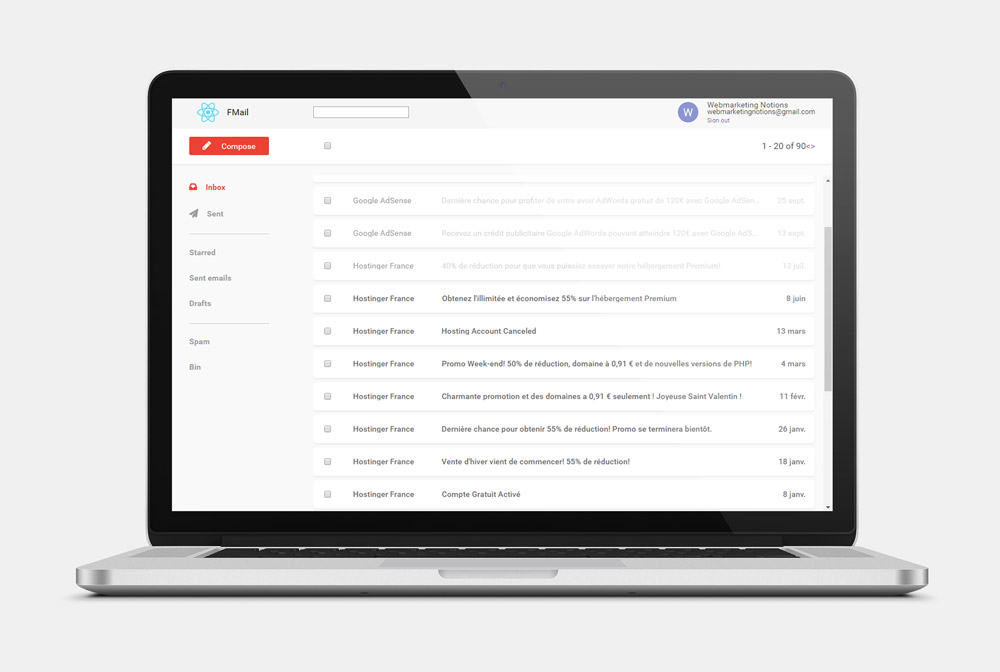 FMail
W
Webmarketing Notions
webmarketingnotions@gmail.com
Sign out
Compose
1 - 20 of 90<>
Inbox
Sent
Starred
Sent emails
Drafts
Spam
Bin
Google AdSense Dernière chance pour profiter de votre avoir AdWords gratuit de 120€ avec Google AdSen... 25 sept.
Google AdSense Recevez un crédit publicitaire Google AdWords pouvant atteindre 120€ avec Google AdS... 13 sept.
Hostinger France 40% de réduction pour que vous puissiez essayer notre hébergement Premium! 12 juil.
Hostinger France Obtenez l'illimitée et économisez 55% sur l'hébergement Premium 8 juin
Hostinger France Hosting Account Canceled 13 mars
Hostinger France Promo Week-end! 50% de réduction, domaine à 0,91 € et de nouvelles versions de PHP! 4 mars
Hostinger France Charmante promotion et des domaines a 0,91 € seulement ! Joyeuse Saint Valentin ! 11 févr.
Hostinger France Dernière chance pour obtenir 55% de réduction! Promo se terminera bientôt. 26 janv.
Hostinger France Vente d'hiver vient de commencer! 55% de réduction! 18 janv.
Hostinger France Compte Gratuit Activé 8 janv.